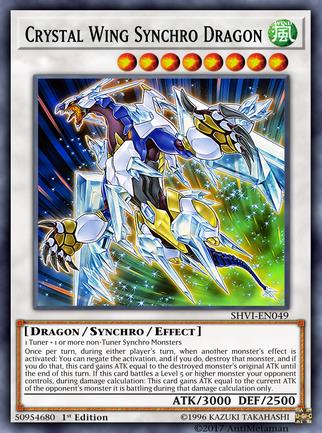 CRYSTAL WING SYNCHRO DRAGON
WIND
風
SHVI-EN049
[DRAGON / SYNCHRO / EFFECT]
1 Tuner + 1 or more non-Tuner Synchro Monsters
Once per turn, during either player's turn, when another monster's effect is
activated: You can negate the activation, and if you do, destroy that monster, and if
you do that, this card gains ATK equal to the destroyed monster's original ATK until
the end of this turn. If this card battles a Level 5 or higher monster your opponent
controls, during damage calculation: This card gains ATK equal to the current ATK
of the opponent's monster it is battling during that damage calculation only.
ATK/3000 DEF/2500
50954680 1st Edition ©1996 KAZUKI TAKAHASHI
©2017 AntiMetaman